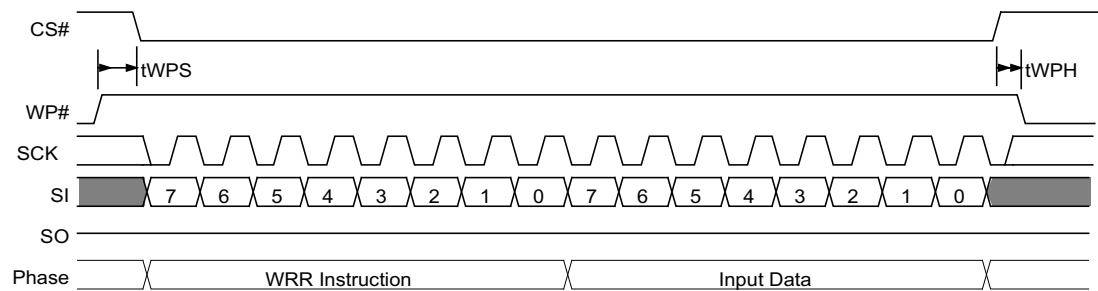 CS#
tWPS
tWPH
WP#
SCK
SI 7 6 5 4 3 2 1 0 7 6 5 4 3 2 1 0
SO
Phase WRR Instruction Input Data